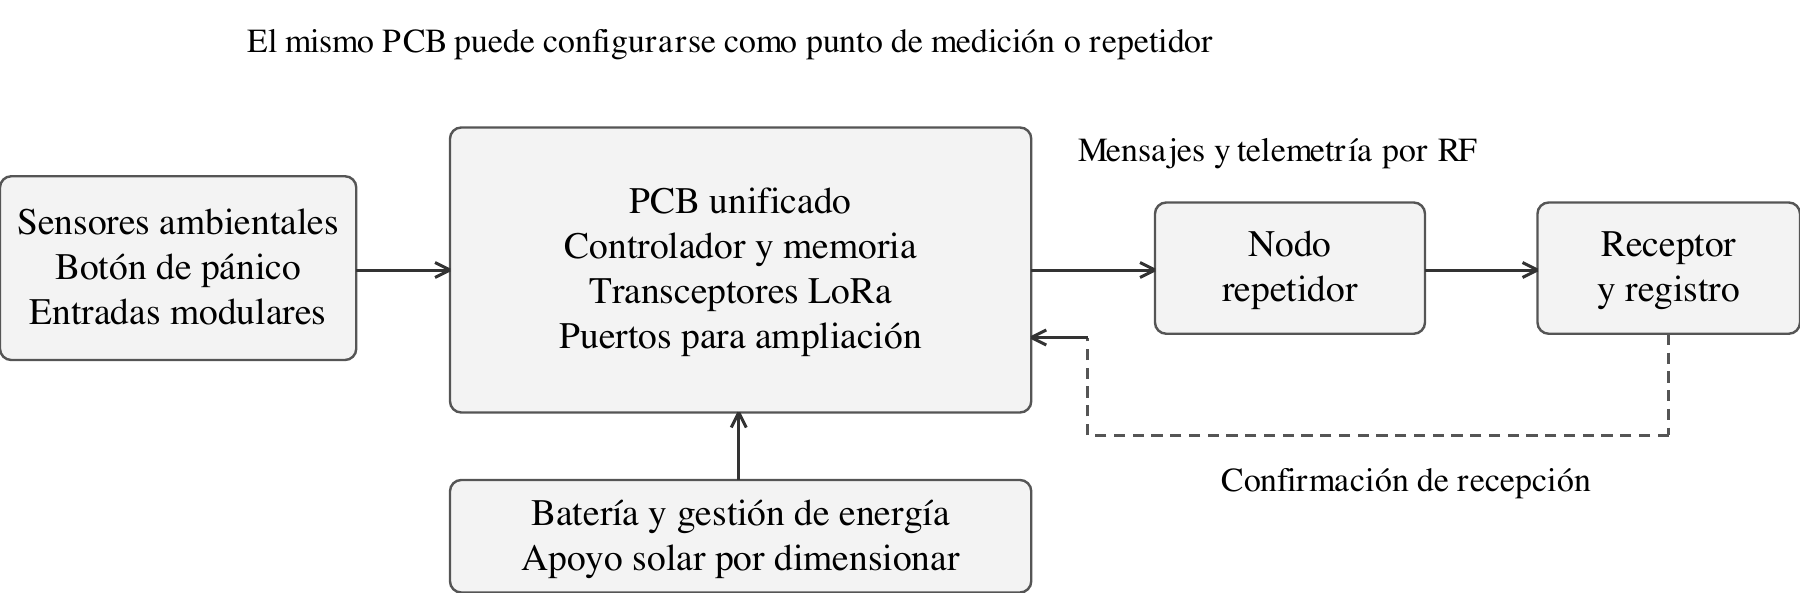 El mismo PCB puede configurarse como punto de medición o repetidor
Sensores ambientales
Botón de pánico
Entradas modulares
PCB unificado
Controlador y memoria
Transceptores LoRa
Puertos para ampliación
Mensajes y telemetría por RF
Nodo
repetidor
Receptor
y registro
Confirmación de recepción
Batería y gestión de energía
Apoyo solar por dimensionar